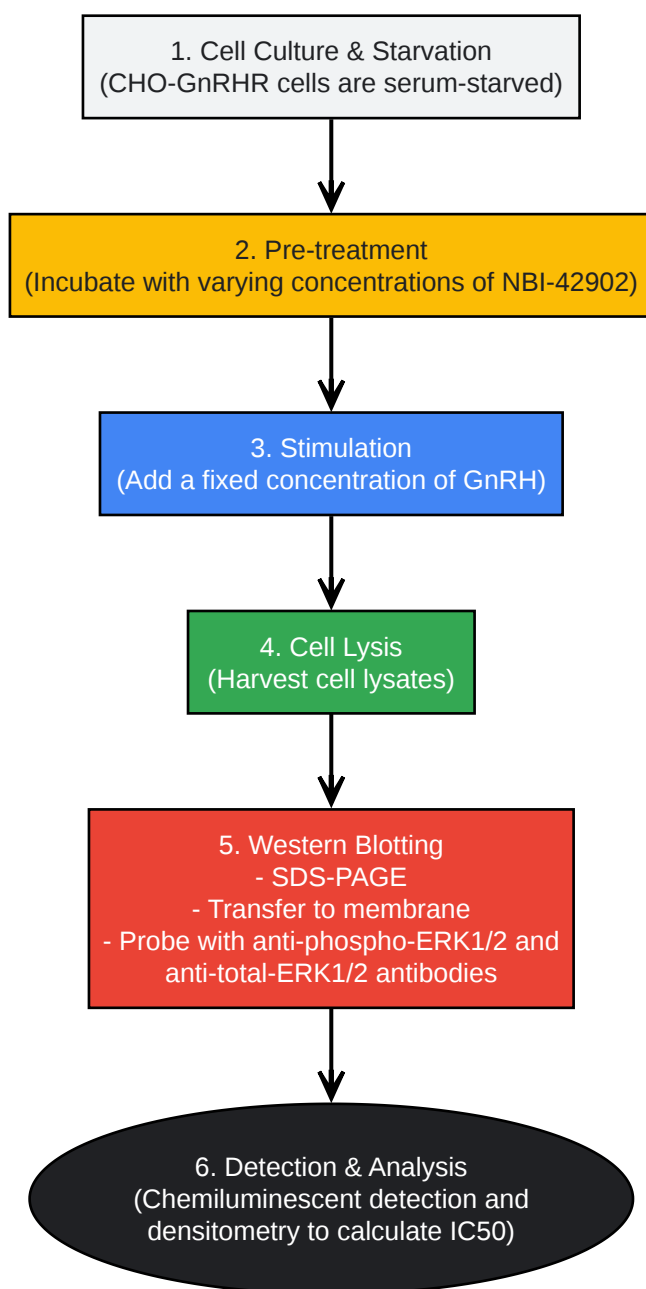 1. Cell Culture & Starvation
(CHO-GnRHR cells are serum-starved)
2. Pre-treatment
(Incubate with varying concentrations of NBI-42902)
3. Stimulation
(Add a fixed concentration of GnRH)
4. Cell Lysis
(Harvest cell lysates)
5. Western Blotting
- SDS-PAGE
- Transfer to membrane
- Probe with anti-phospho-ERK1/2 and
anti-total-ERK1/2 antibodies
6. Detection & Analysis
(Chemiluminescent detection and
densitometry to calculate IC50)